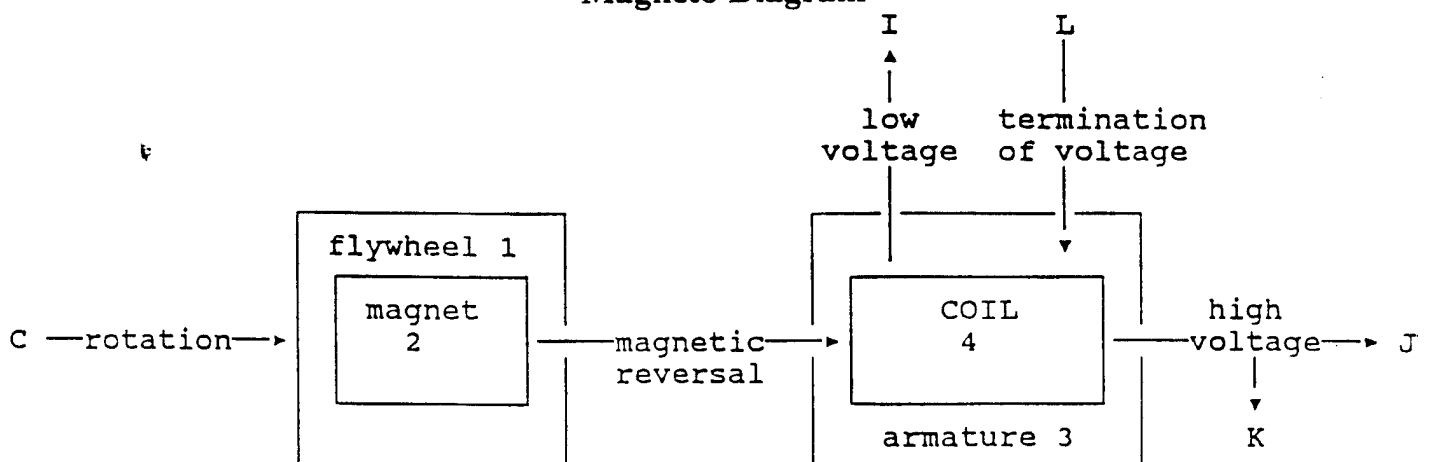 Magneto Diagram
I L
low termination
voltage of voltage
flywheel 1
magnet COIL high
C rotation 2 magnetic 4 voltage J
reversal
armature 3 K